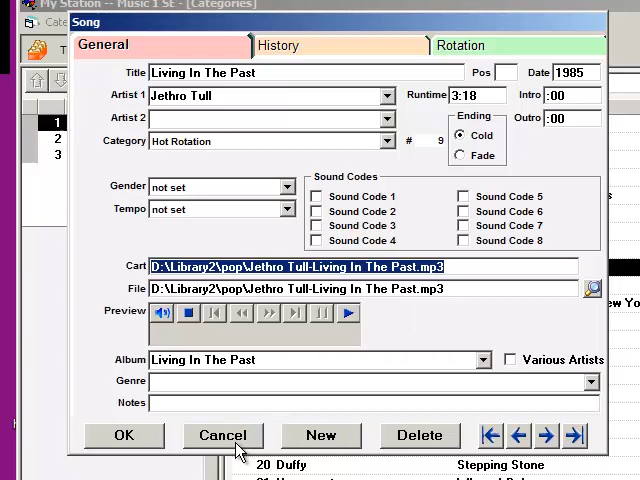 My Station -- Music 1 SE - [Categories]
Cate
Song
General
History
Rotation
Title Living In The Past Pos Date 1985
Artist 1 Jethro Tull Runtime 3:18 Intro :00
Artist 2 Ending Outro :00
Cold
Category Hot Rotation # 9
Fade
Gender not set
Tempo not set
Sound Codes
Sound Code 1 Sound Code 5
Sound Code 2 Sound Code 6
Sound Code 3 Sound Code 7
Sound Code 4 Sound Code 8
Cart D:\Library2\pop\Jethro Tull-Living In The Past.mp3
File D:\Library2\pop\Jethro Tull-Living In The Past.mp3
Preview
Album Living In The Past Various Artists
Genre
Notes
OK Cancel New Delete
1
2
3
20 Duffy Stepping Stone